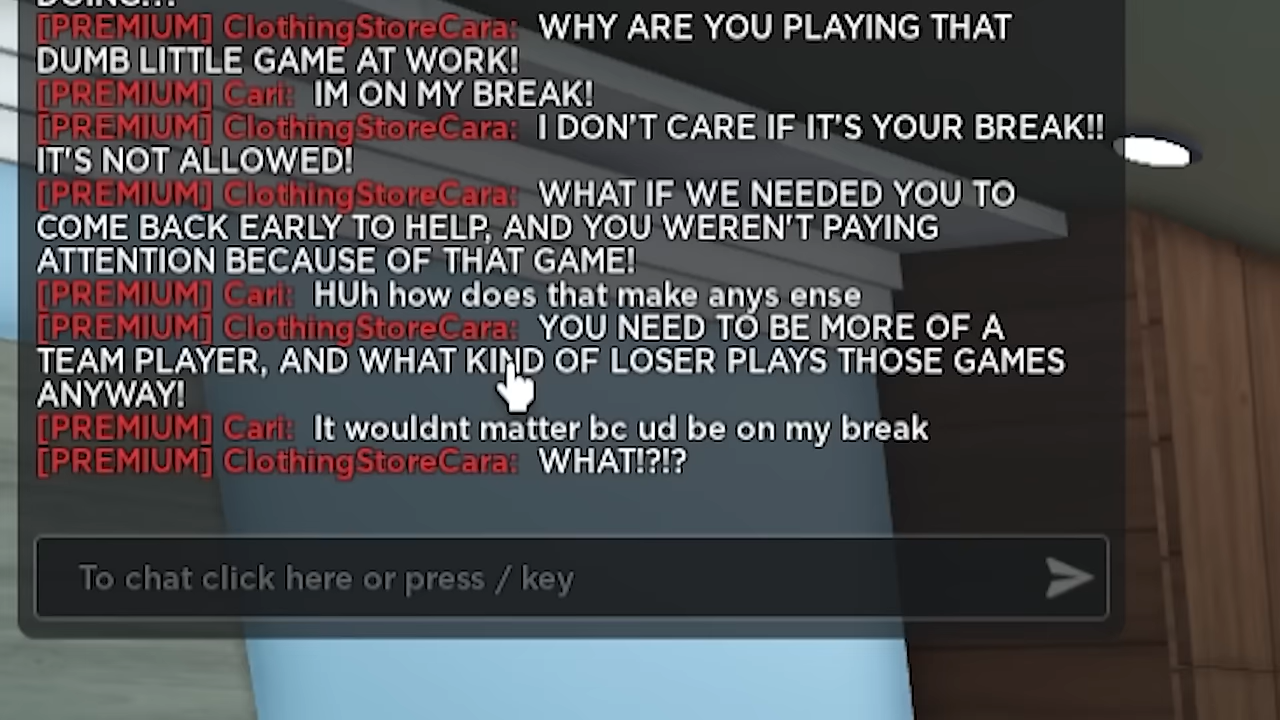 DOING!!!
[PREMIUM] ClothingStoreCara: WHY ARE YOU PLAYING THAT
DUMB LITTLE GAME AT WORK!
[PREMIUM] Cari: IM ON MY BREAK!
[PREMIUM] ClothingStoreCara: I DON'T CARE IF IT'S YOUR BREAK!!
IT'S NOT ALLOWED!
[PREMIUM] ClothingStoreCara: WHAT IF WE NEEDED YOU TO
COME BACK EARLY TO HELP, AND YOU WEREN'T PAYING
ATTENTION BECAUSE OF THAT GAME!
[PREMIUM] Cari: HUh how does that make anys ense
[PREMIUM] ClothingStoreCara: YOU NEED TO BE MORE OF A
TEAM PLAYER, AND WHAT KIND OF LOSER PLAYS THOSE GAMES
ANYWAY!
[PREMIUM] Cari: It wouldnt matter bc ud be on my break
[PREMIUM] ClothingStoreCara: WHAT!?!?
To chat click here or press / key